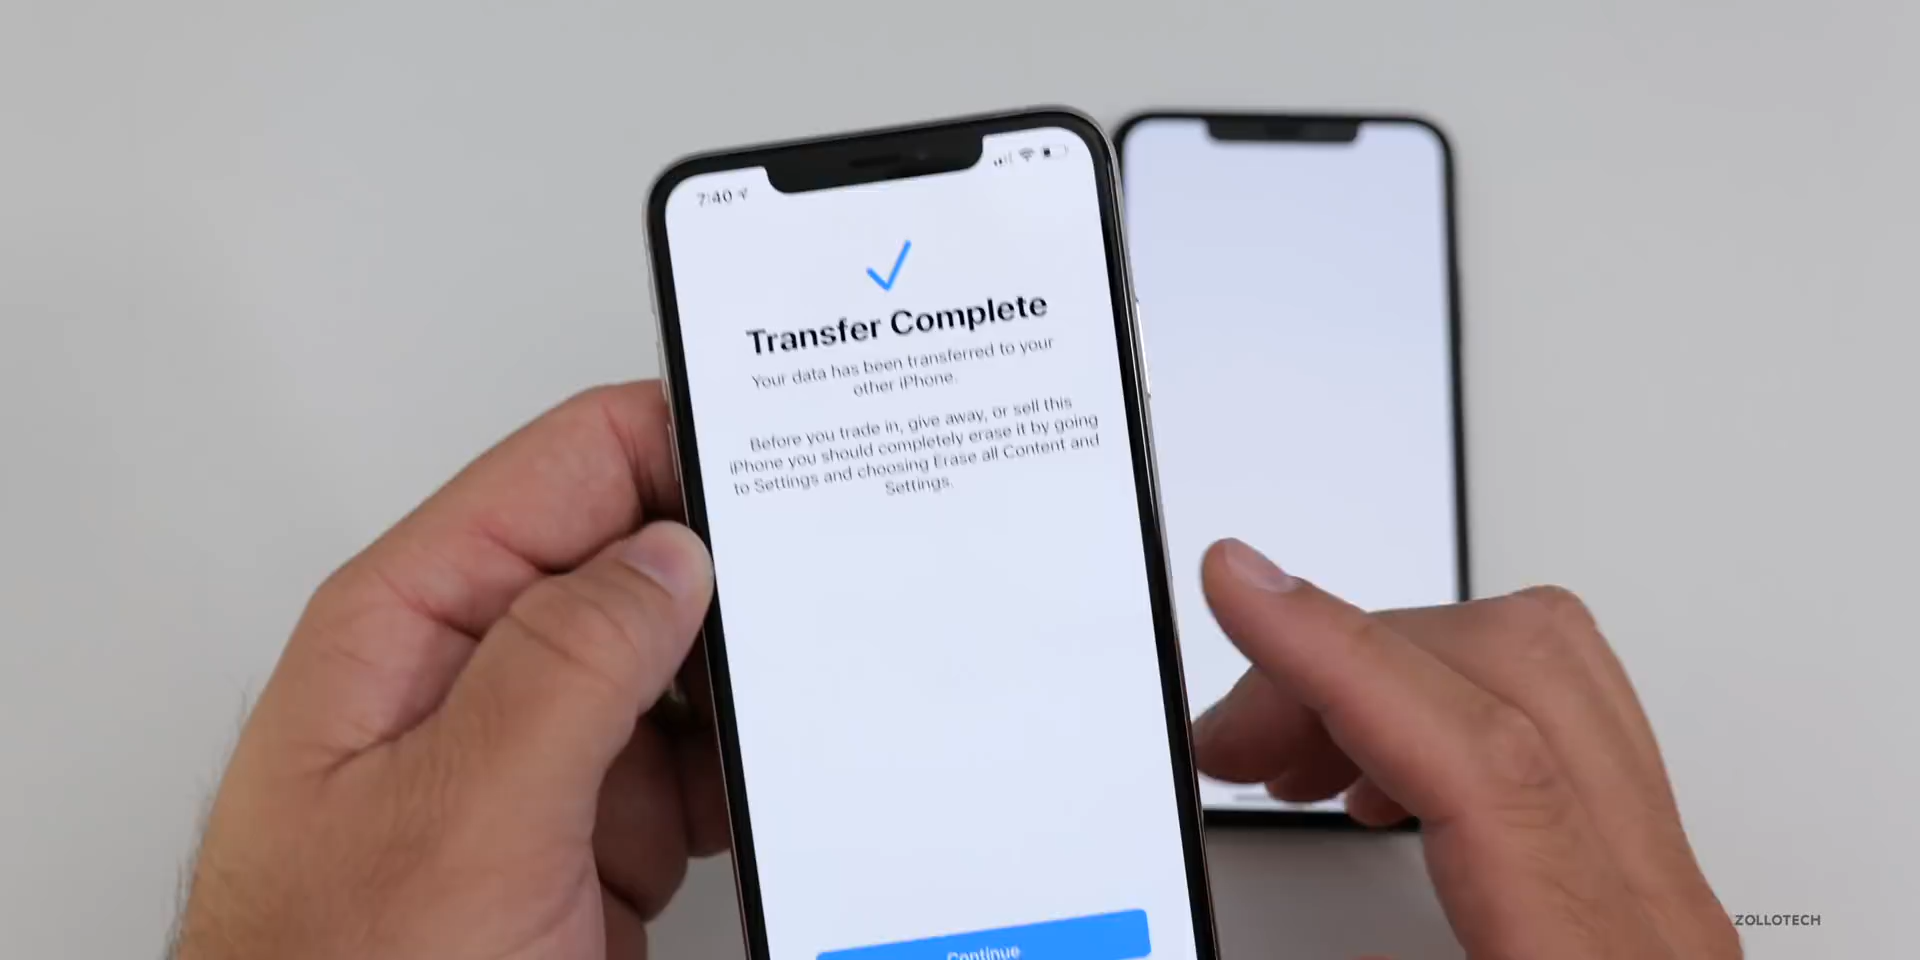 7:40
Transfer Complete
Your data has been transferred to your
other iPhone.
Before you trade in, give away, or sell this
iPhone you should completely erase it by going
to Settings and choosing Erase all Content and
Settings.
Continue
ZOLLOTECH